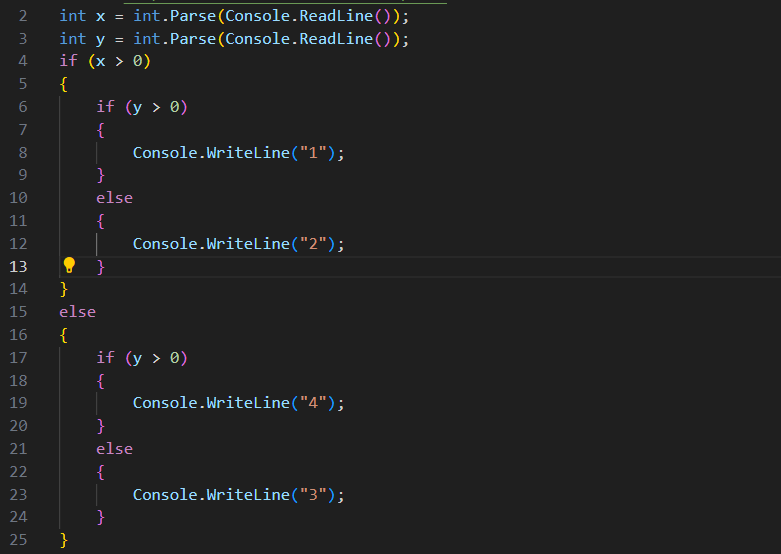 2 int x = int.Parse(Console.ReadLine());
3 int y = int.Parse(Console.ReadLine());
4 if (x > 0)
5 {
6 if (y > 0)
7 {
8 Console.WriteLine("1");
9 }
10 else
11 {
12 Console.WriteLine("2");
13 }
14 }
15 else
16 {
17 if (y > 0)
18 {
19 Console.WriteLine("4");
20 }
21 else
22 {
23 Console.WriteLine("3");
24 }
25 }